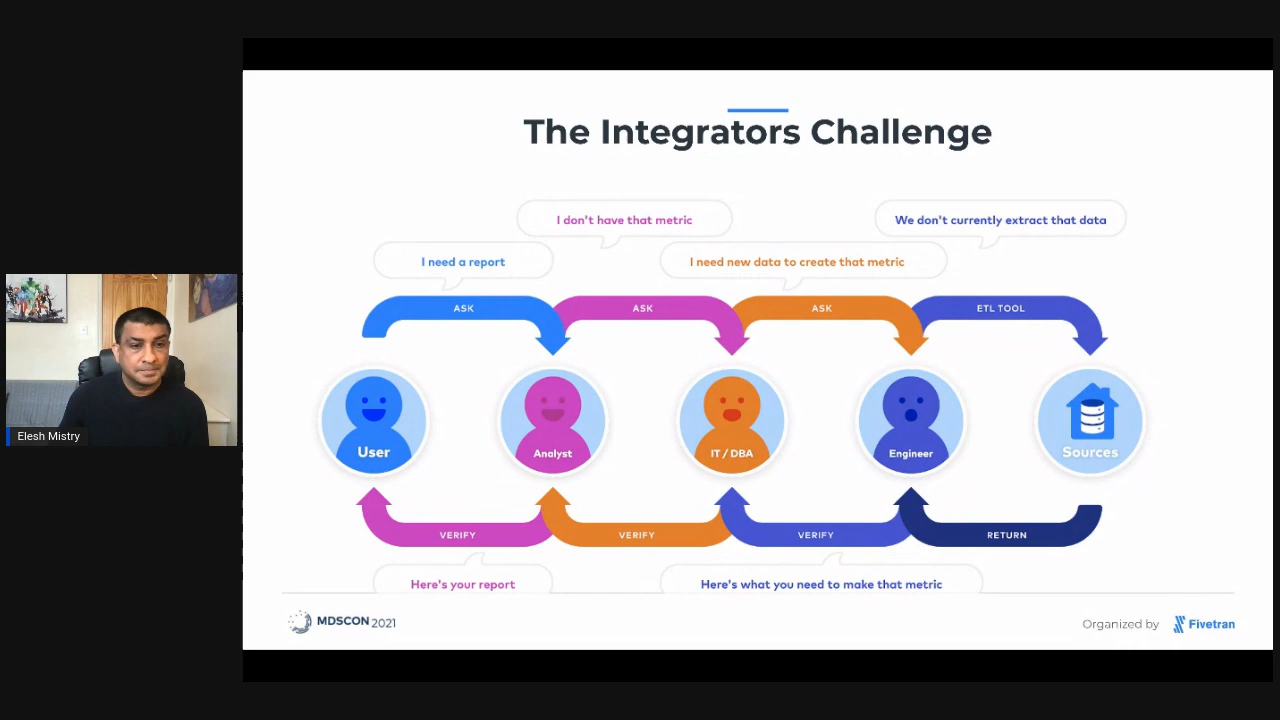 The Integrators Challenge
I don't have that metric
We don't currently extract that data
I need a report
I need new data to create that metric
ASK
ASK
ASK
ETL TOOL
User
Analyst
IT / DBA
Engineer
Sources
VERIFY
VERIFY
VERIFY
RETURN
Here's your report
Here's what you need to make that metric
MDSCON 2021
Organized by
Fivetran
Elesh Mistry